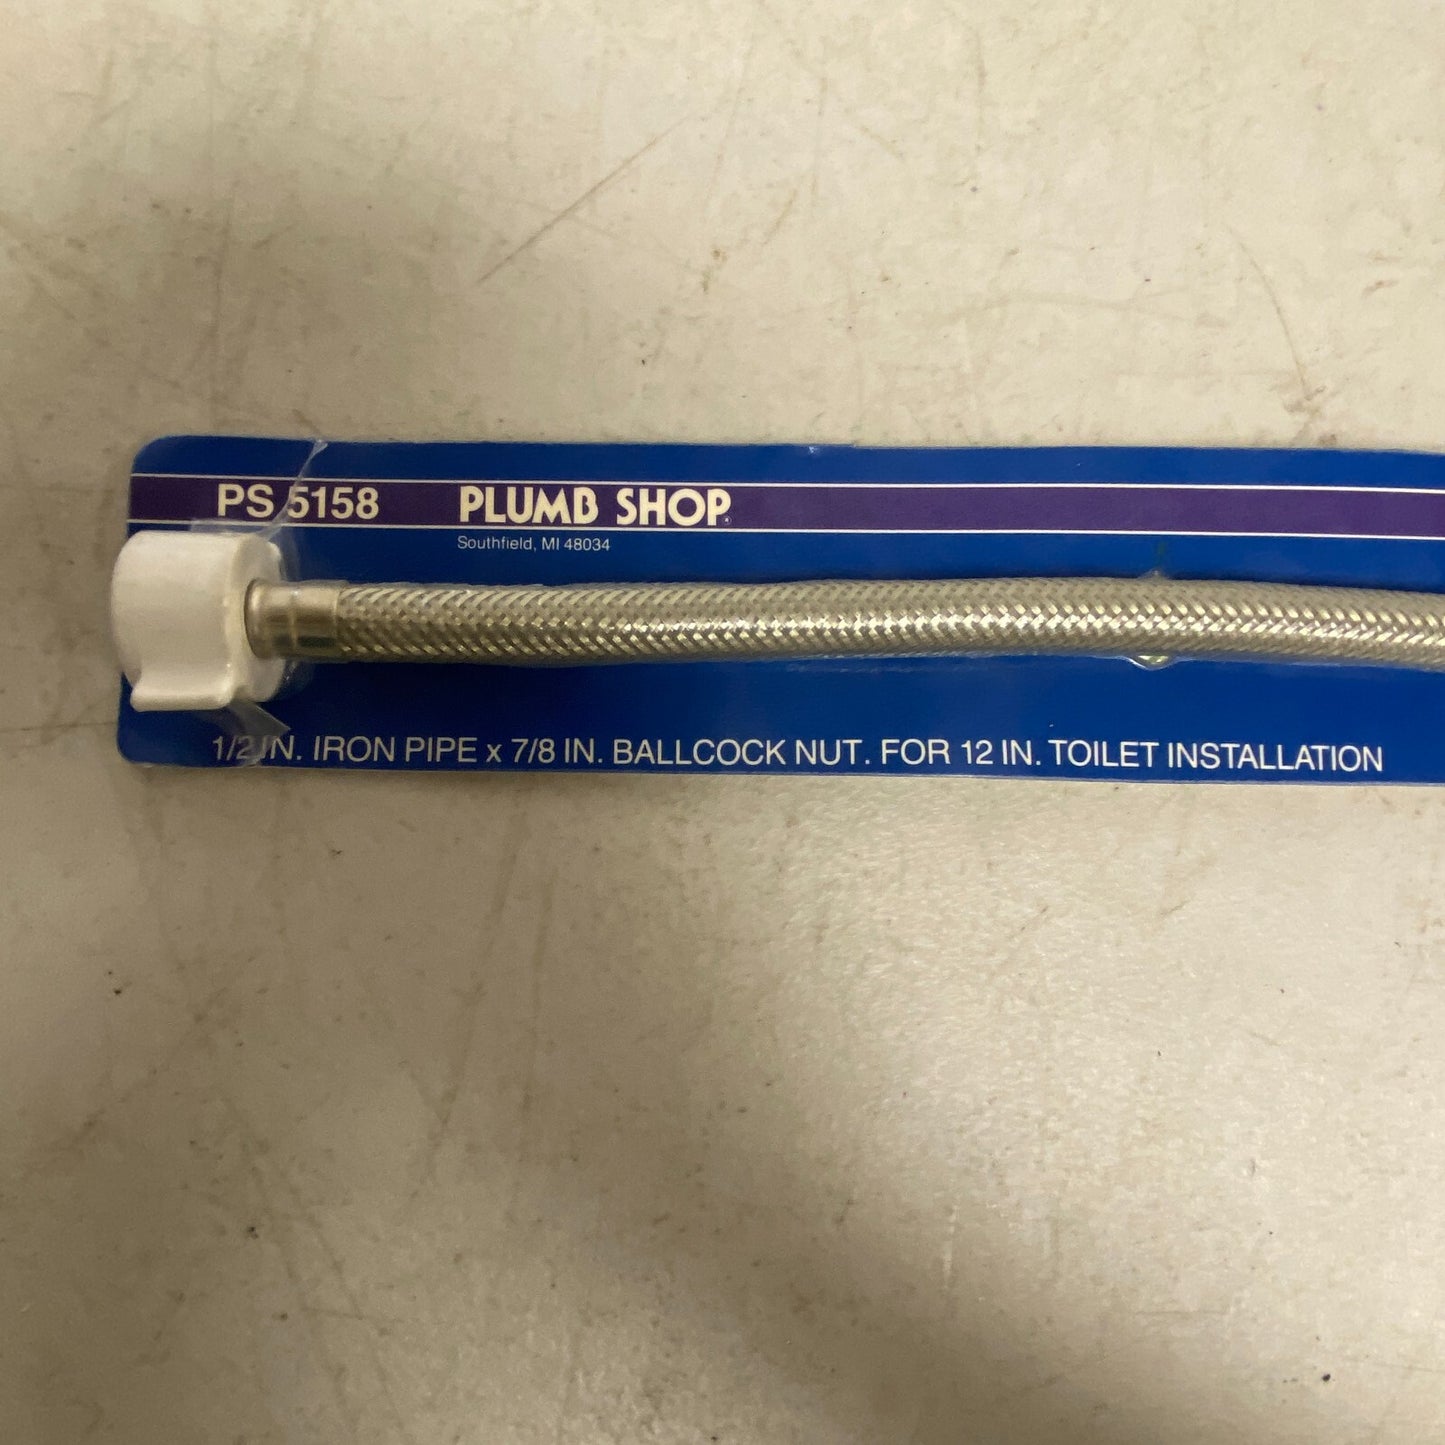 PS 5158 PLUMB SHOP®
Southfield, MI 48034
1/2 IN. IRON PIPE x 7/8 IN. BALLCOCK NUT. FOR 12 IN. TOILET INSTALLATION